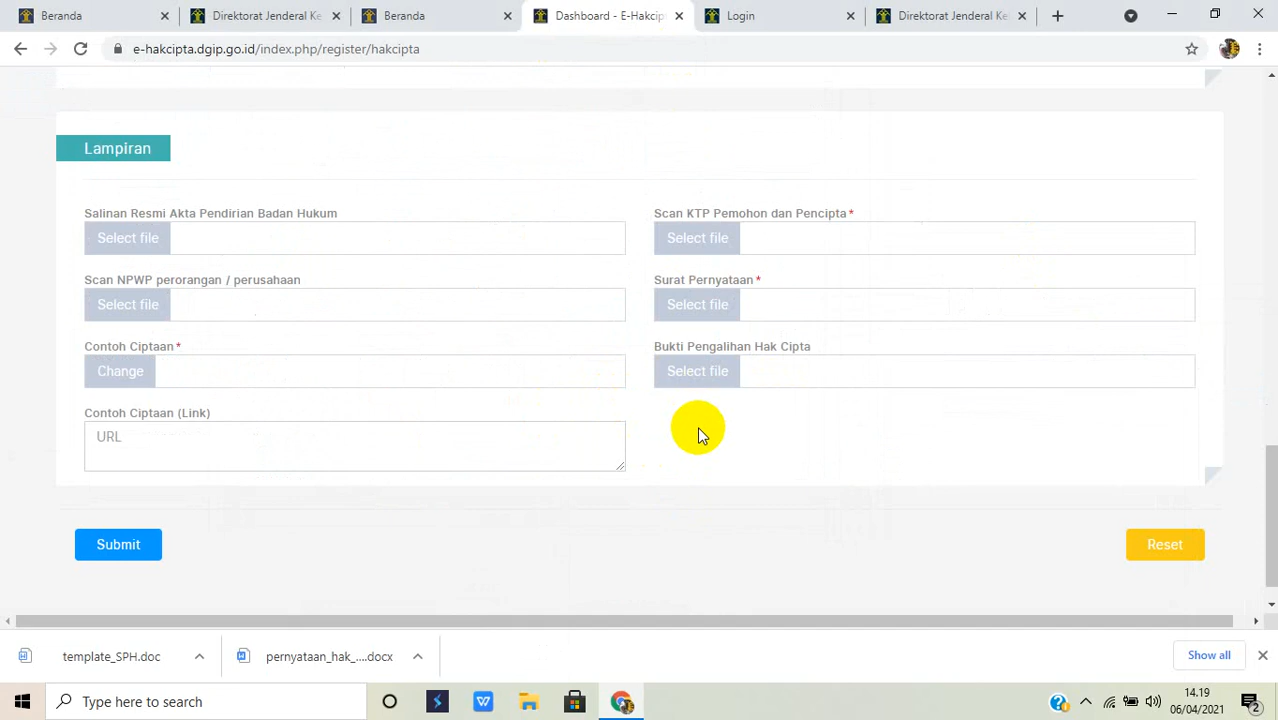 Beranda
Direktorat Jenderal Ke
Beranda
Dashboard - E-Hakcipt
Login
Direktorat Jenderal Ke
e-hakcipta.dgip.go.id/index.php/register/hakcipta
Lampiran
Salinan Resmi Akta Pendirian Badan Hukum
Scan KTP Pemohon dan Pencipta*
Select file
Select file
Scan NPWP perorangan / perusahaan
Surat Pernyataan*
Select file
Select file
Contoh Ciptaan*
Bukti Pengalihan Hak Cipta
Change
Select file
Contoh Ciptaan (Link)
URL
Submit
Reset
template_SPH.doc
pernyataan_hak_....docx
Show all
Type here to search
4.19
06/04/2021
2